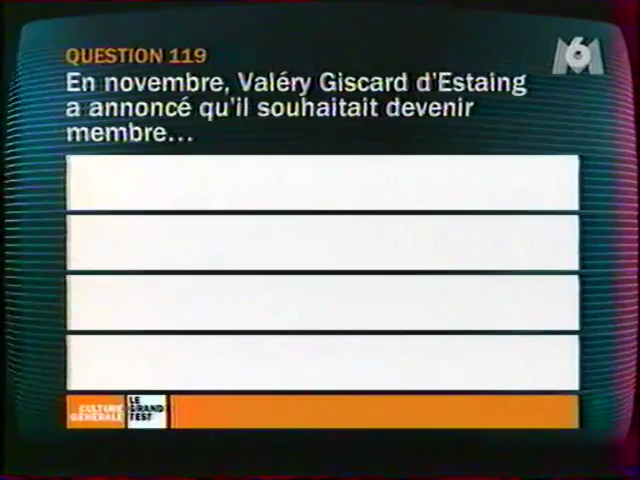 QUESTION 119
M6
En novembre, Valéry Giscard d'Estaing
a annoncé qu'il souhaitait devenir
membre...
CULTURE
GÉNÉRALE
LE
GRAND
TEST